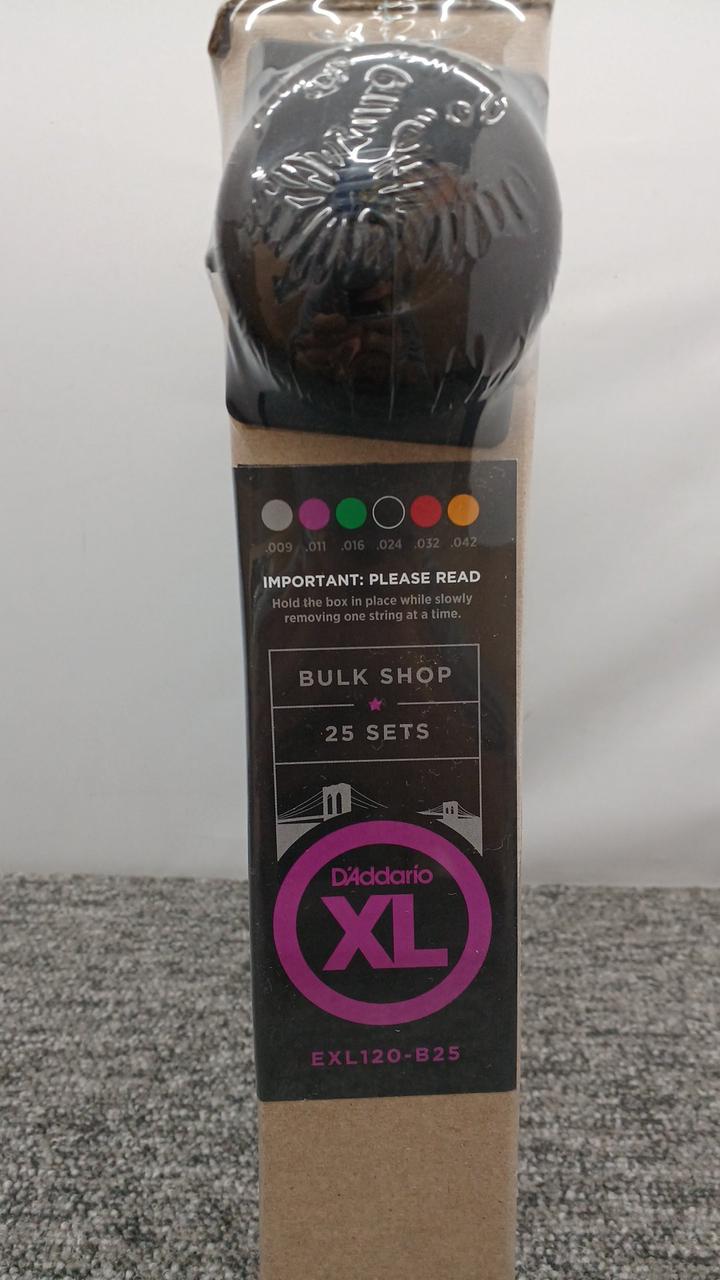 .009 .011 .016 .024 .032 .042
IMPORTANT: PLEASE READ
Hold the box in place while slowly
removing one string at a time.
BULK SHOP
25 SETS
D'Addario
XL
EXL120-B25